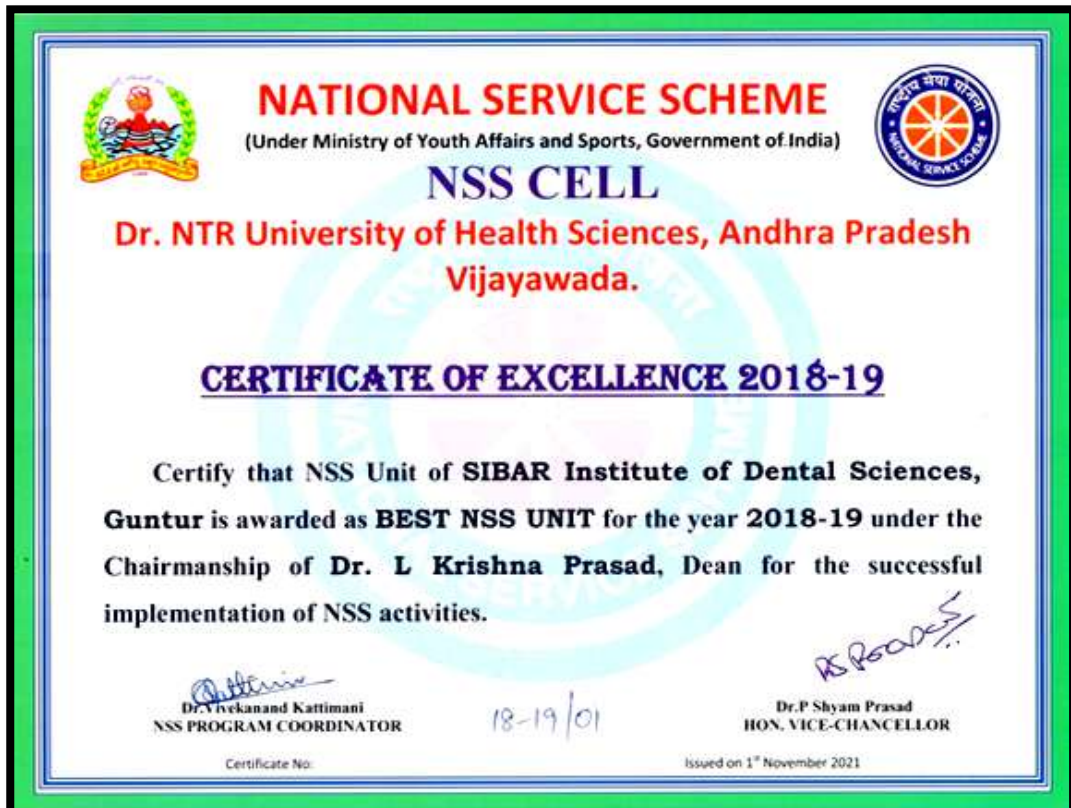 NATIONAL SERVICE SCHEME
(Under Ministry of Youth Affairs and Sports, Government of India)
NSS CELL
Dr. NTR University of Health Sciences, Andhra Pradesh
Vijayawada.
राष्ट्रीय सेवा योजना
NATIONAL SERVICE SCHEME
CERTIFICATE OF EXCELLENCE 2018-19
Certify that NSS Unit of SIBAR Institute of Dental Sciences,
Guntur is awarded as BEST NSS UNIT for the year 2018-19 under the
Chairmanship of Dr. L Krishna Prasad, Dean for the successful
implementation of NSS activities.
Dr.Vivekanand Kattimani
NSS PROGRAM COORDINATOR
18-19/01
Dr.P Shyam Prasad
HON. VICE-CHANCELLOR
Certificate No:
Issued on 1st November 2021